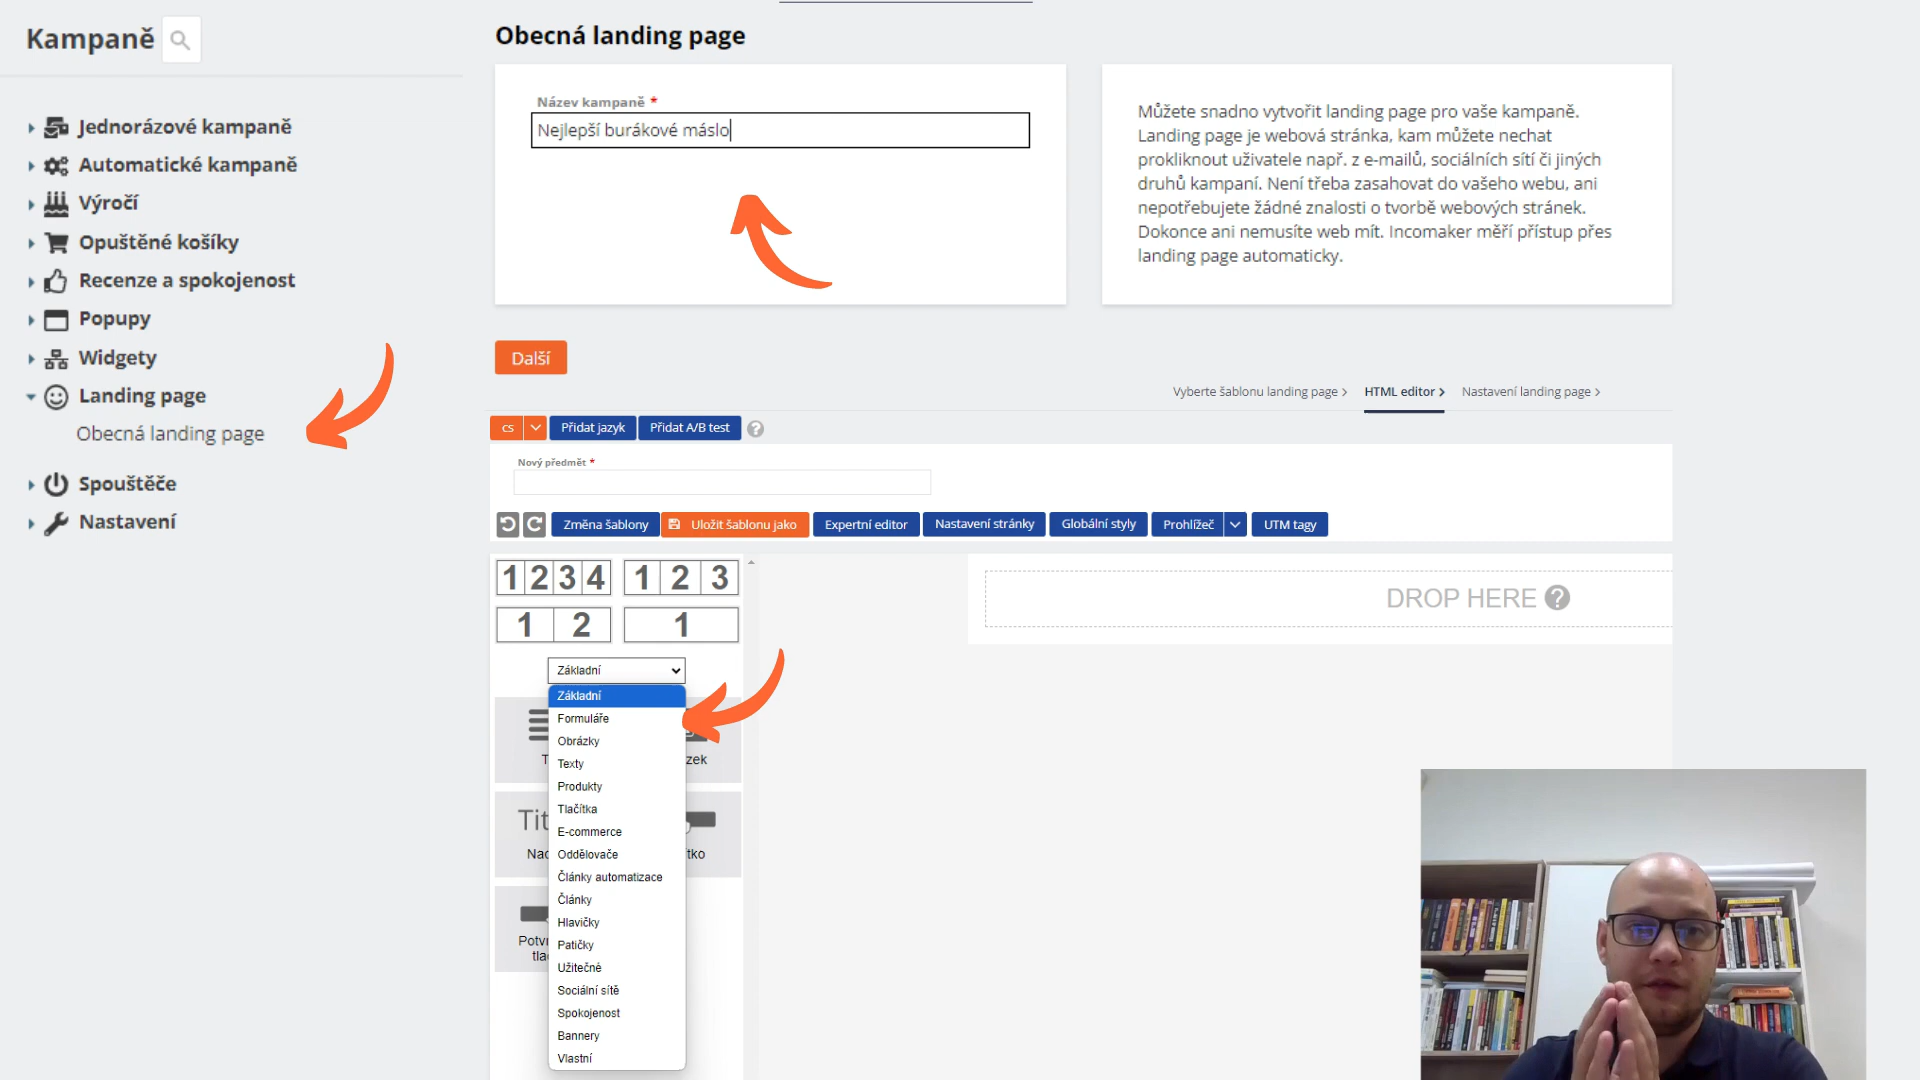 Kampaně
Jednorázové kampaně
Automatické kampaně
Výročí
Opuštěné košíky
Recenze a spokojenost
Popupy
Widgety
Landing page
Obecná landing page
Spouštěče
Nastavení
Obecná landing page
Název kampaně *
Nejlepší burákové máslo
Můžete snadno vytvořit landing page pro vaše kampaně.
Landing page je webová stránka, kam můžete nechat
prokliknout uživatele např. z e-mailů, sociálních sítí či jiných
druhů kampaní. Není třeba zasahovat do vašeho webu, ani
nepotřebujete žádné znalosti o tvorbě webových stránek.
Dokonce ani nemusíte web mít. Incomaker měří přístup přes
landing page automaticky.
Další
Vyberte šablonu landing page > HTML editor > Nastavení landing page >
cs Přidat jazyk Přidat A/B test ?
Nový předmět *
Změna šablony Uložit šablonu jako Expertní editor Nastavení stránky Globální styly Prohlížeč UTM tagy
1 2 3 4 1 2 3
1 2 1
DROP HERE ?
Základní
Základní
Formuláře
Obrázky
Texty
Produkty
Tlačítka
E-commerce
Oddělovače
Články automatizace
Články
Hlavičky
Patičky
Užitečné
Sociální sítě
Spokojenost
Bannery
Vlastní
T zek
Tit
Nad tko
Potvr
tla